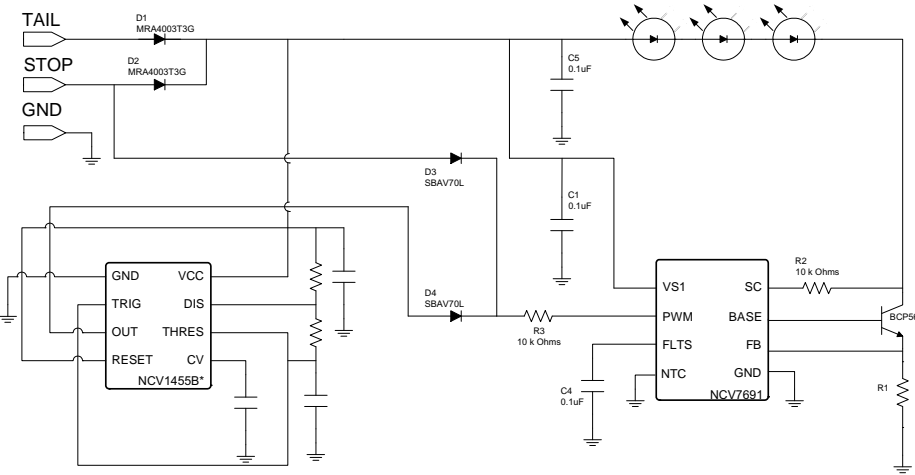 TAIL
D1
MRA4003T3G
STOP
D2
MRA4003T3G
GND
C5
0.1uF
D3
SBAV70L
C1
0.1uF
GND VCC
TRIG DIS
OUT THRES
RESET CV
NCV1455B*
D4
SBAV70L
R3
10 k Ohms
R2
10 k Ohms
VS1 SC
PWM BASE
FLTS FB
NTC GND
NCV7691
C4
0.1uF
BCP56
R1